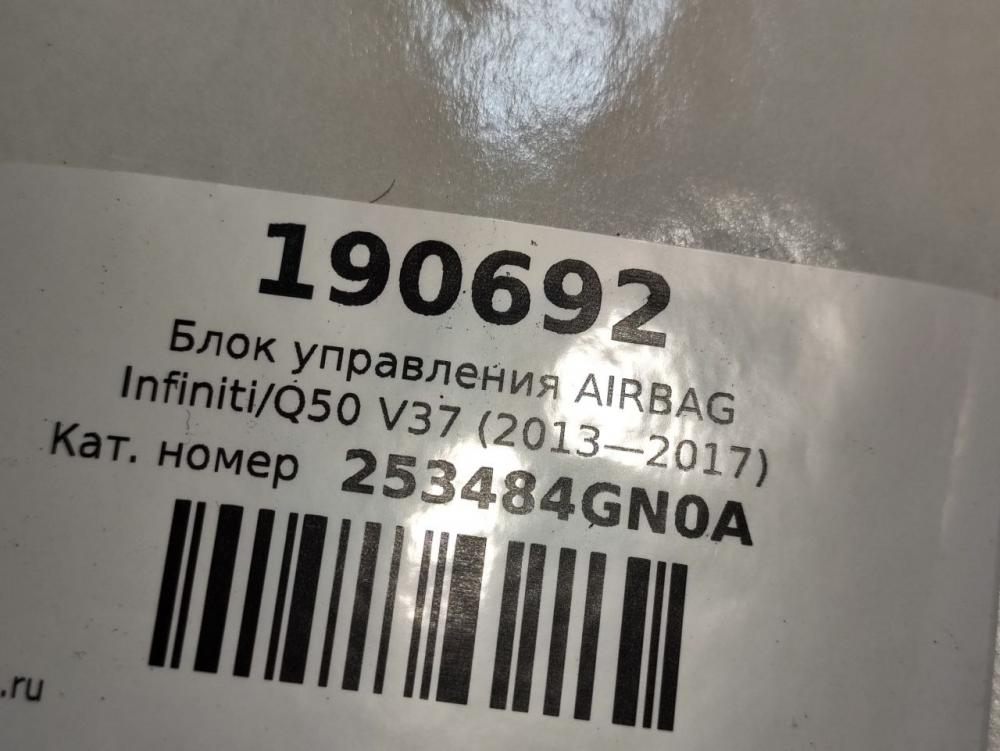 190692
Блок управления AIRBAG
Infiniti/Q50 V37 (2013—2017)
Кат. номер 253484GN0A
.ru